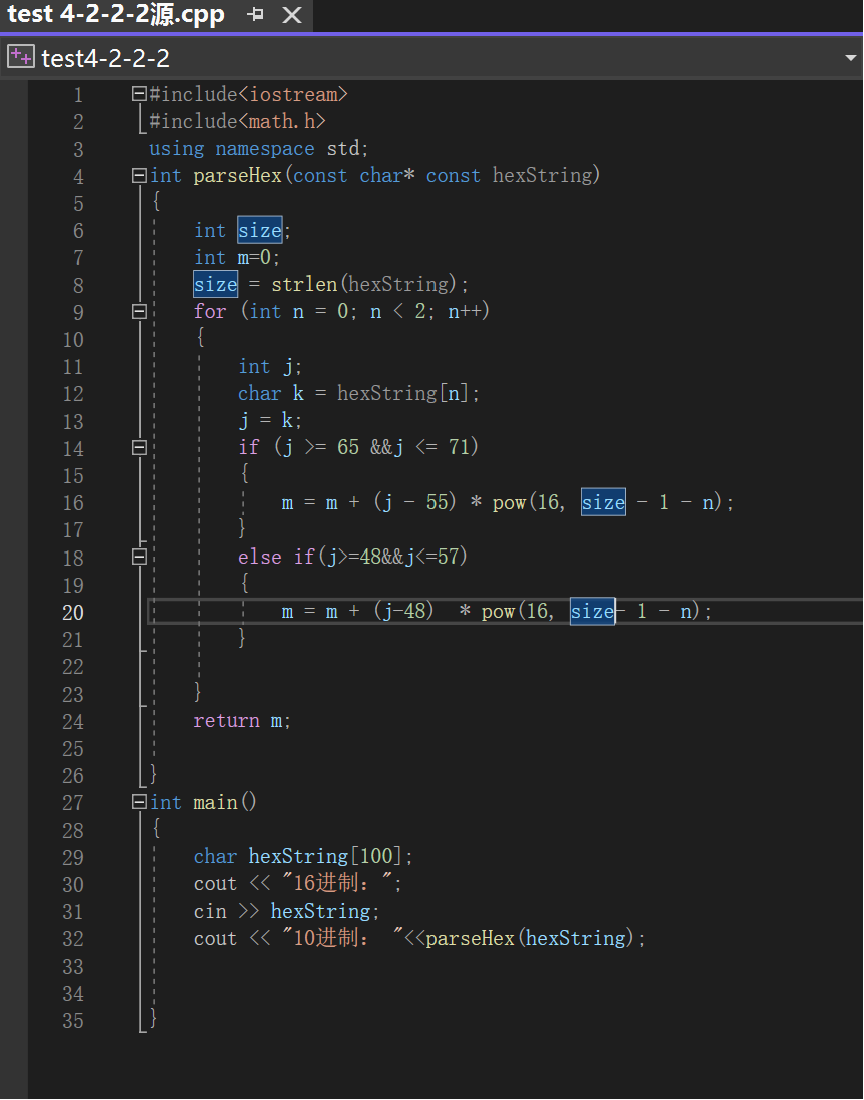 test 4-2-2-2源.cpp
test4-2-2-2
1 #include<iostream>
2 #include<math.h>
3 using namespace std;
4 int parseHex(const char* const hexString)
5 {
6 int size;
7 int m=0;
8 size = strlen(hexString);
9 for (int n = 0; n < 2; n++)
10 {
11 int j;
12 char k = hexString[n];
13 j = k;
14 if (j >= 65 &&j <= 71)
15 {
16 m = m + (j - 55) * pow(16, size - 1 - n);
17 }
18 else if(j>=48&&j<=57)
19 {
20 m = m + (j-48)  * pow(16, size- 1 - n);
21 }
22
23 }
24 return m;
25
26 }
27 int main()
28 {
29 char hexString[100];
30 cout << "16进制：";
31 cin >> hexString;
32 cout << "10进制： "<<parseHex(hexString);
33
34
35 }